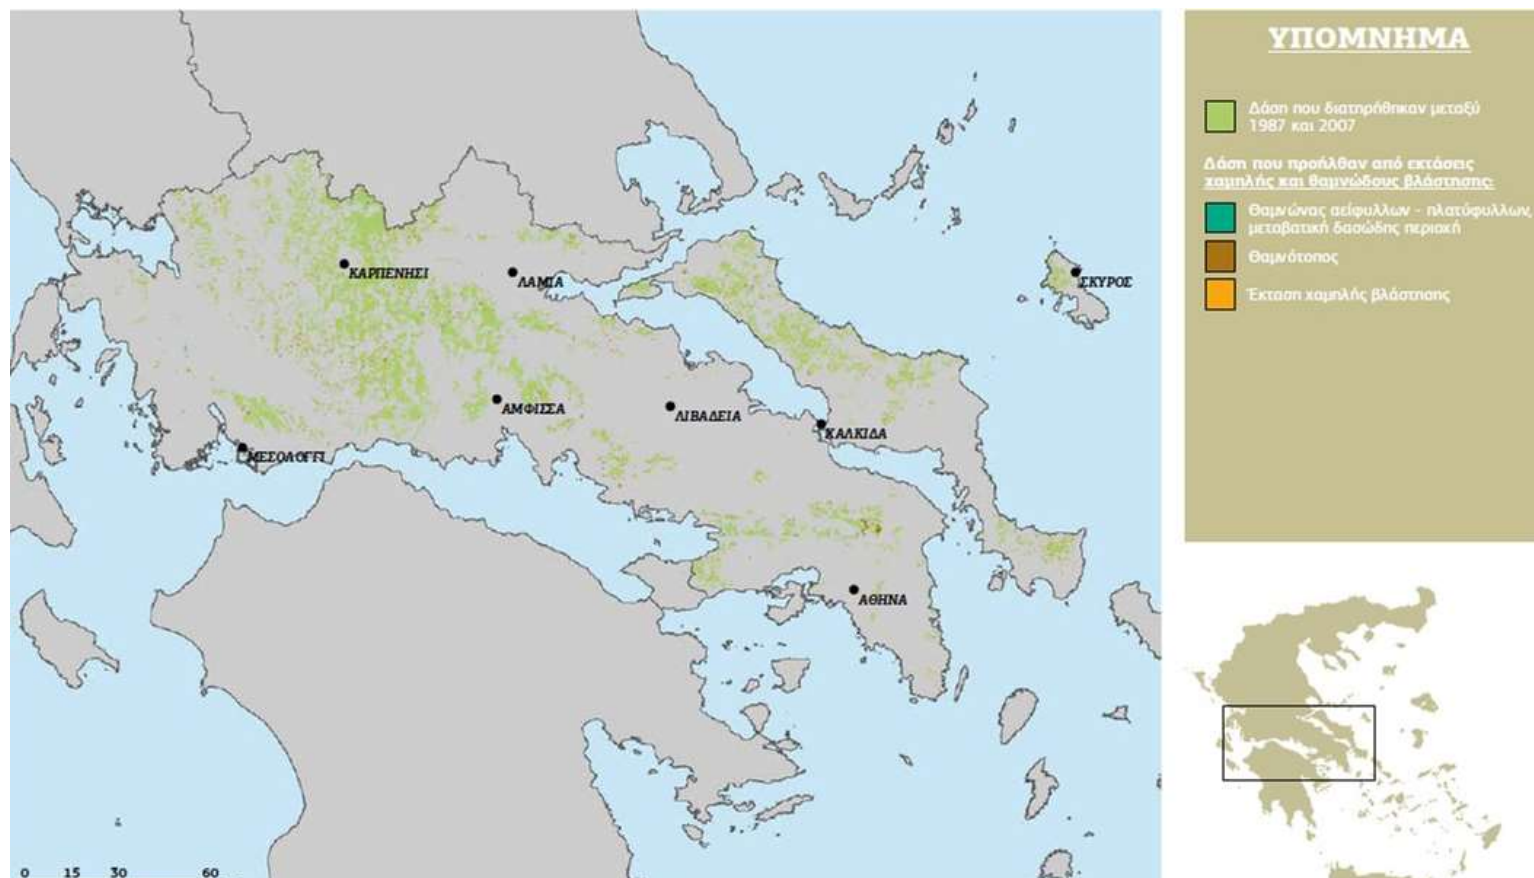 ΥΠΟΜΝΗΜΑ
Δάση που διατηρήθηκαν μεταξύ
1987 και 2007
Δάση που προήλθαν από εκτάσεις
χαμηλής και θαμνώδους βλάστησης:
Θαμνώνας αείφυλλων - πλατύφυλλων,
μεταβατική δασώδης περιοχή
Θαμνότοπος
Έκταση χαμηλής βλάστησης
ΚΑΡΠΕΝΗΣΙ
ΛΑΜΙΑ
ΣΚΥΡΟΣ
ΑΜΦΙΣΣΑ
ΛΙΒΑΔΕΙΑ
ΧΑΛΚΙΔΑ
ΜΕΣΟΛΟΓΓΙ
ΑΘΗΝΑ
0 15 30 60